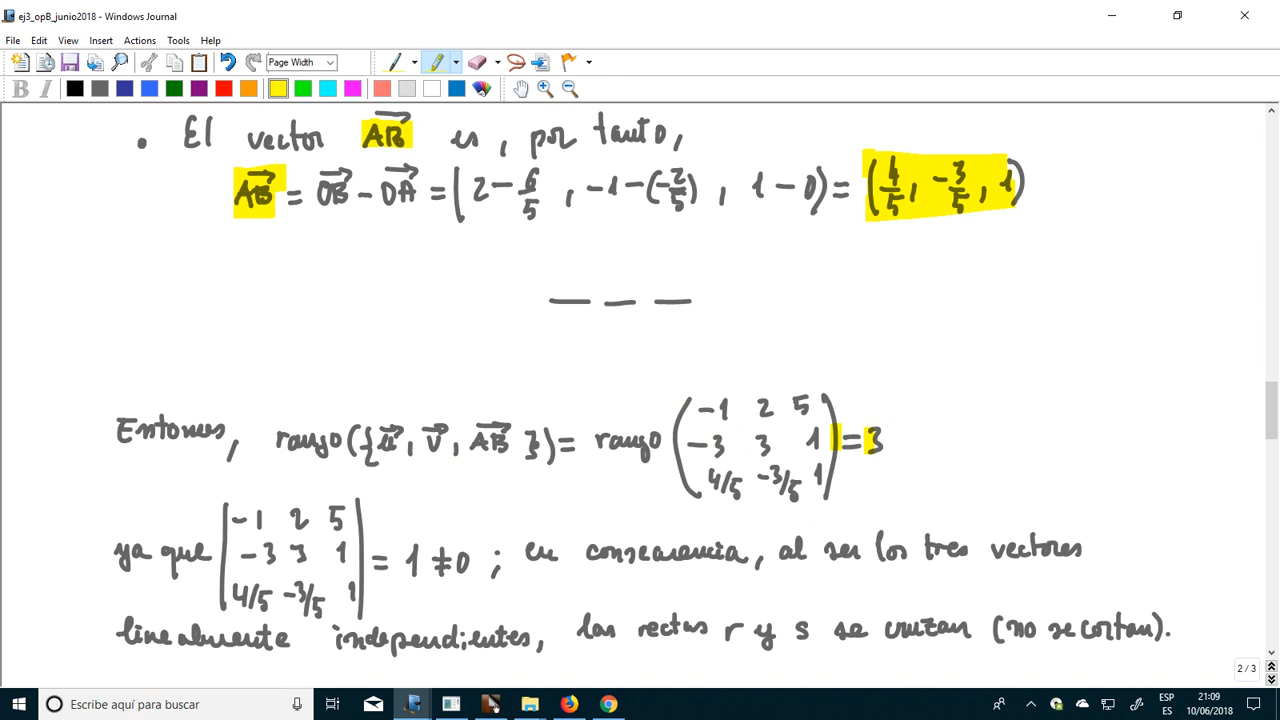 ej3_opB_junio2018 - Windows Journal
File Edit View Insert Actions Tools Help
Page Width
B I
• El vector AB es, por tanto,
AB = OB - OA = (2 - 6/5, -1 - (-2/5), 1 - 0) = (4/5, -3/5, 1)
— — —
Entonces, rango({u, v, AB}) = rango (-1 2 5
-3 3 1
4/5 -3/5 1) = 3
ya que |-1 2 5
-3 3 1
4/5 -3/5 1| = 1 ≠ 0 ; en consecuencia, al ser los tres vectores
linealmente independientes, las rectas r y s se cruzan (no se cortan).
2 / 3
Escribe aquí para buscar
ESP
ES
21:09
10/06/2018